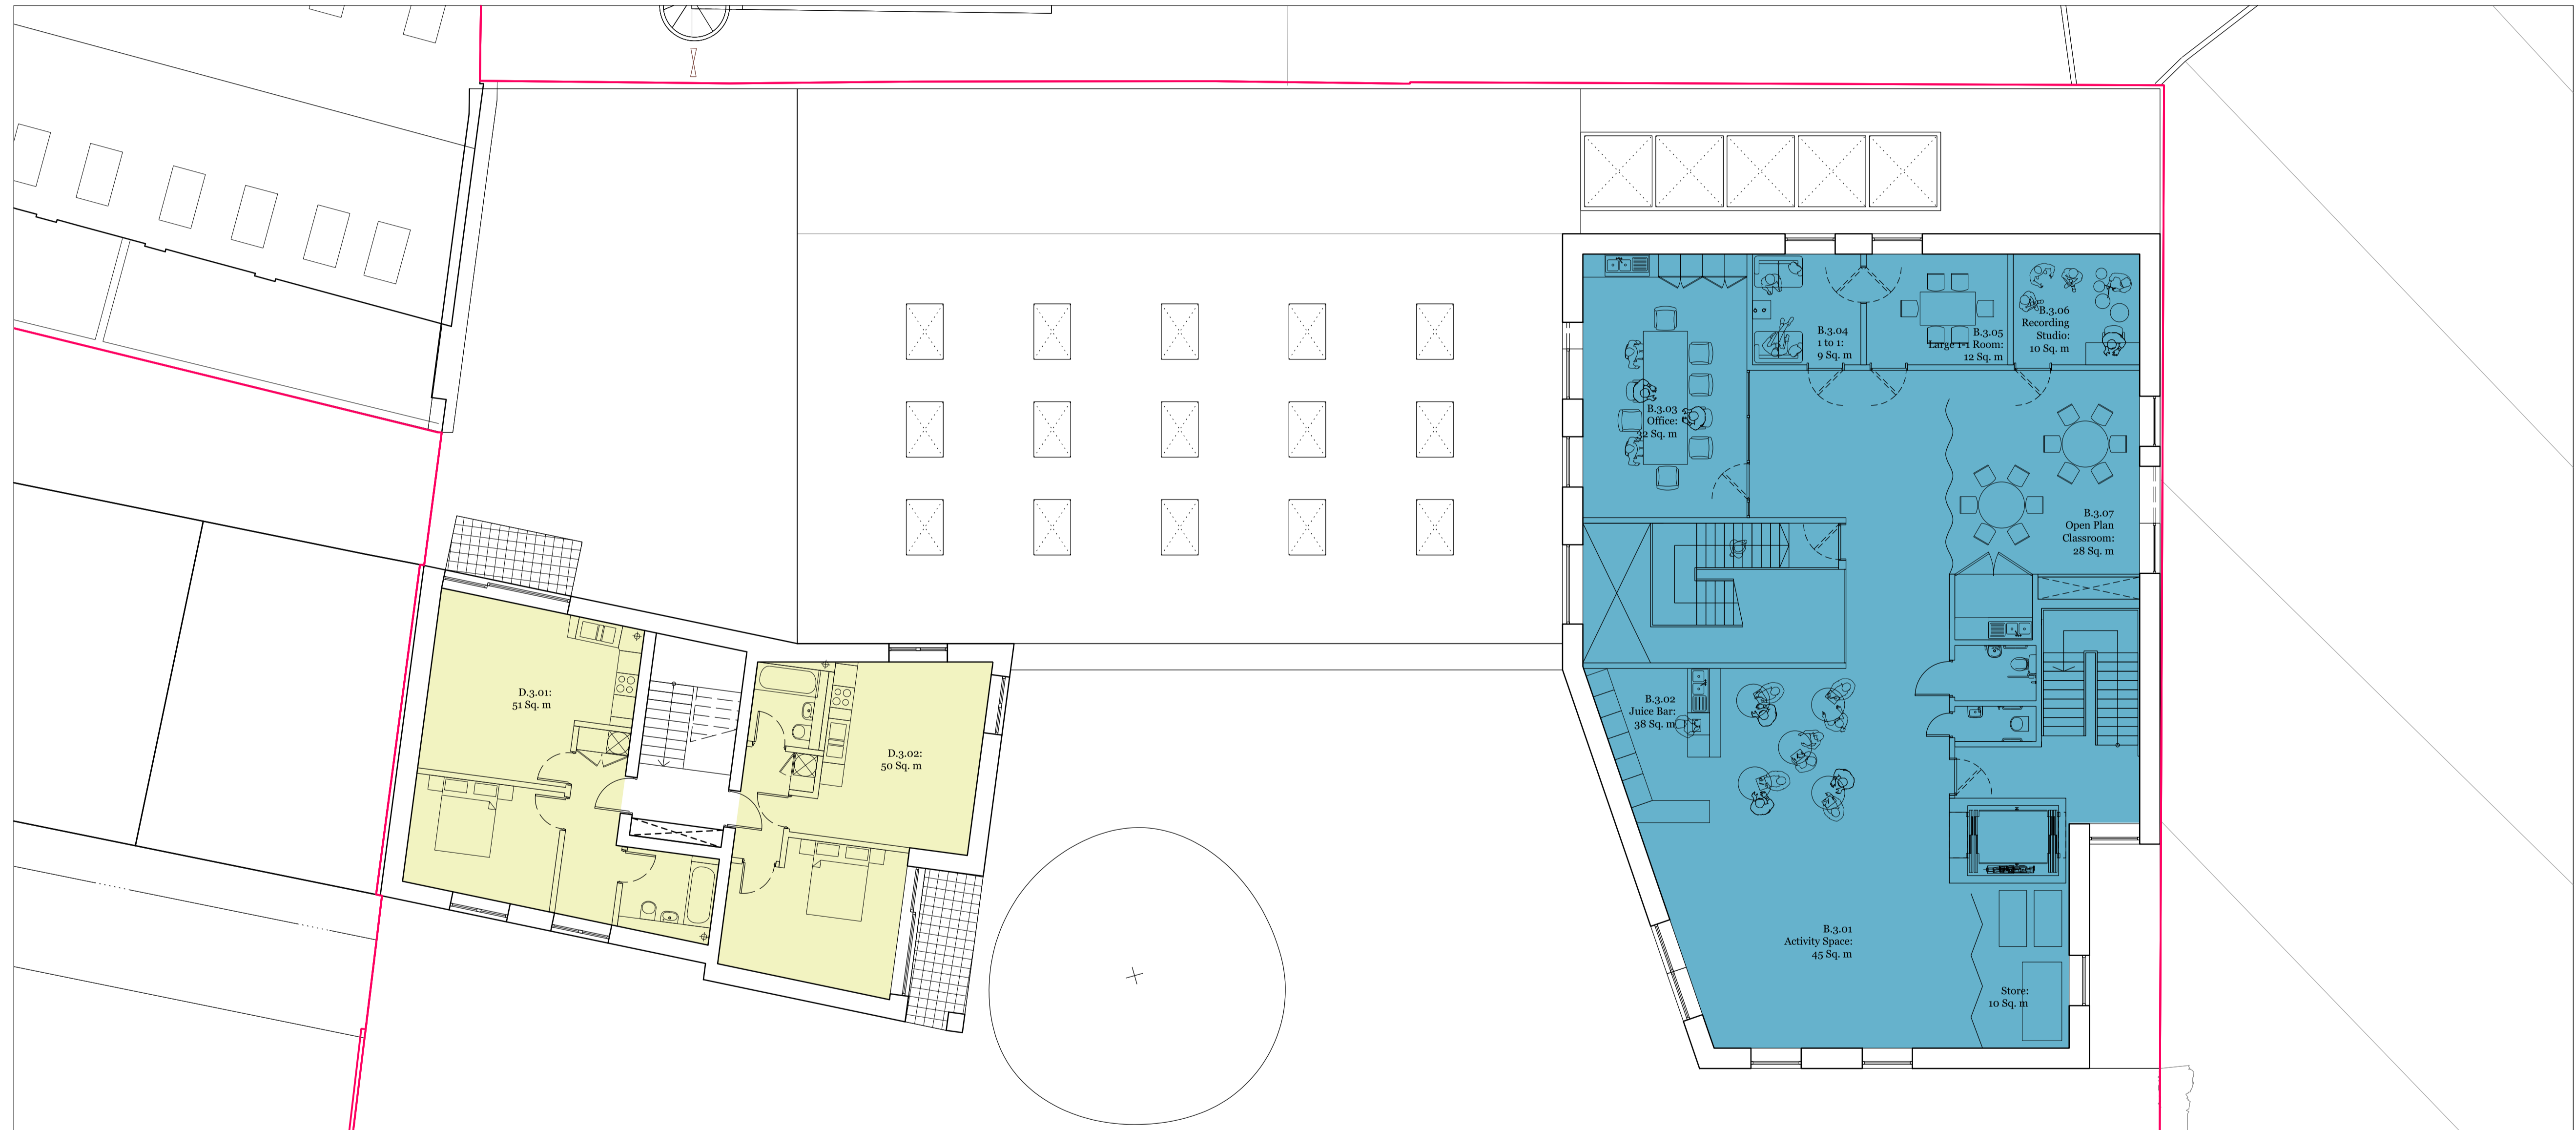 B.3.04
1 to 1:
9 Sq. m
B.3.05
Large 1-1 Room:
12 Sq. m
B.3.06
Recording
Studio:
10 Sq. m
B.3.03
Office:
32 Sq. m
B.3.07
Open Plan
Classroom:
28 Sq. m
D.3.01:
51 Sq. m
D.3.02:
50 Sq. m
B.3.02
Juice Bar:
38 Sq. m
B.3.01
Activity Space:
45 Sq. m
Store:
10 Sq. m